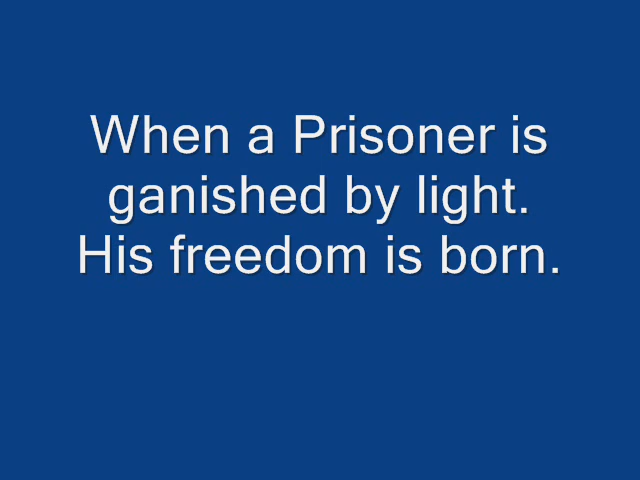 When a Prisoner is
ganished by light.
His freedom is born.